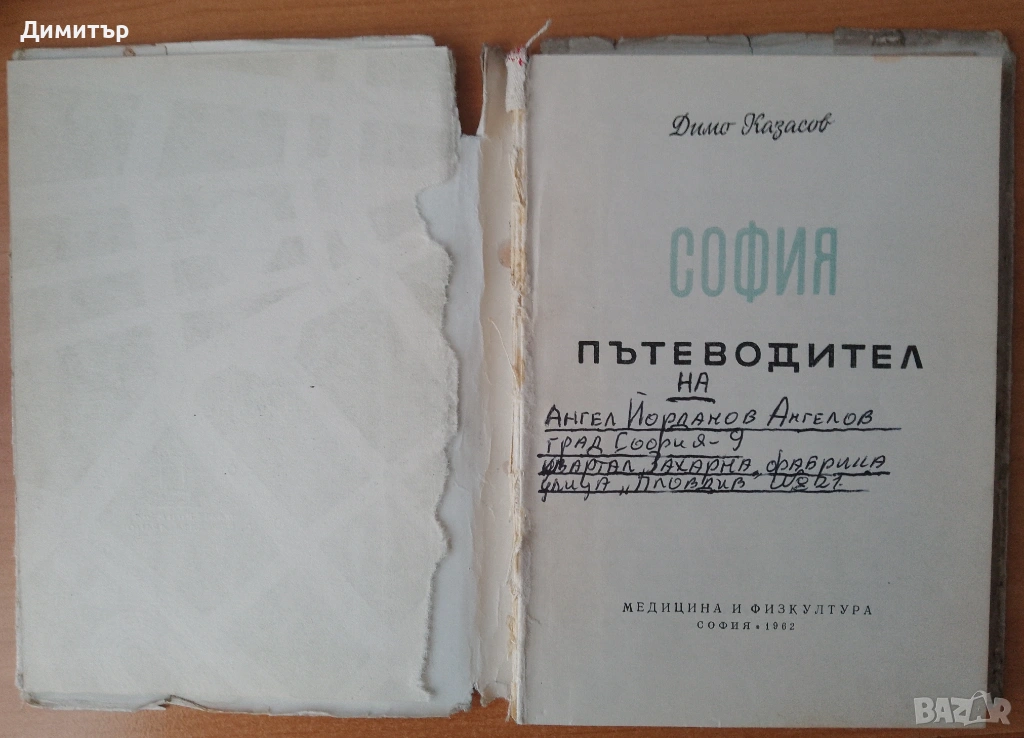 Димитър
Димо Казасов
СОФИЯ
ПЪТЕВОДИТЕЛ
НА
АНГЕЛ ЙОРДАНОВ АНГЕЛОВ
ГРАД СОФИЯ-9
КВАРТАЛ "ЗАХАРНА ФАБРИКА
УЛИЦА „ПЛОВДИВ"
МЕДИЦИНА И ФИЗКУЛТУРА
СОФИЯ • 1962
BAZAR